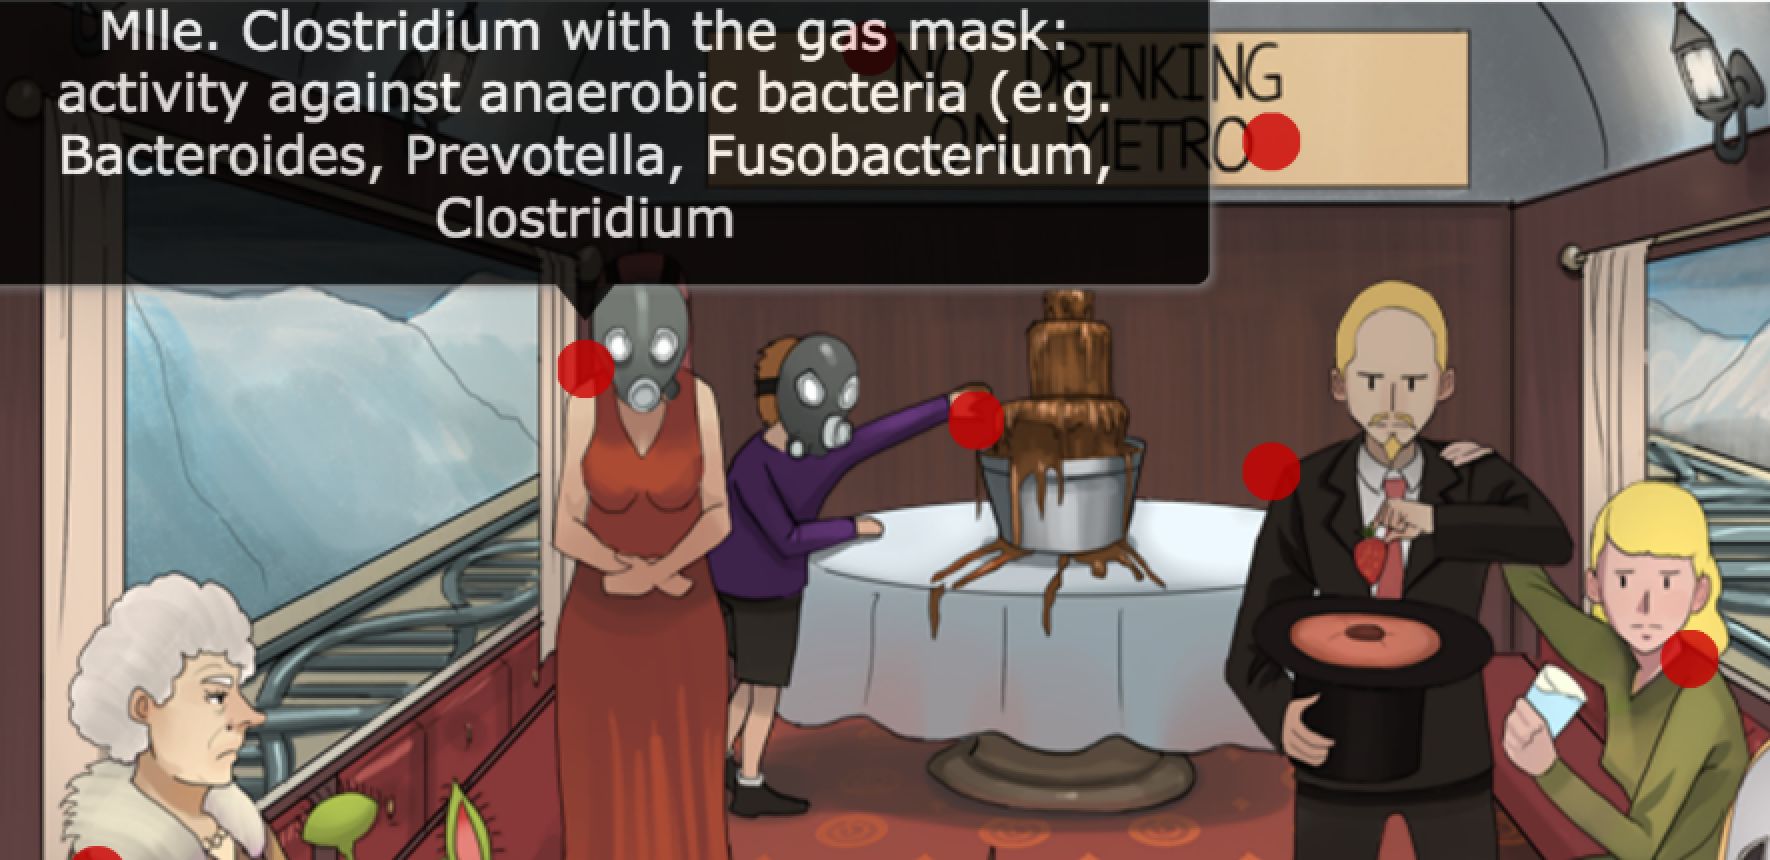 Mlle. Clostridium with the gas mask:
activity against anaerobic bacteria (e.g.
Bacteroides, Prevotella, Fusobacterium,
Clostridium
NO DRINKING
ON METRO